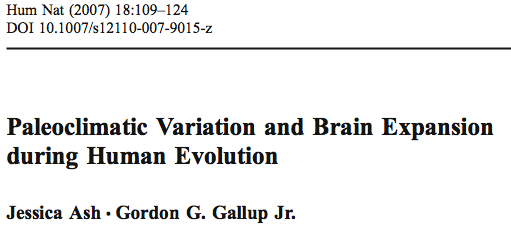 Hum Nat (2007) 18:109–124
DOI 10.1007/s12110-007-9015-z
Paleoclimatic Variation and Brain Expansion
during Human Evolution
Jessica Ash · Gordon G. Gallup Jr.